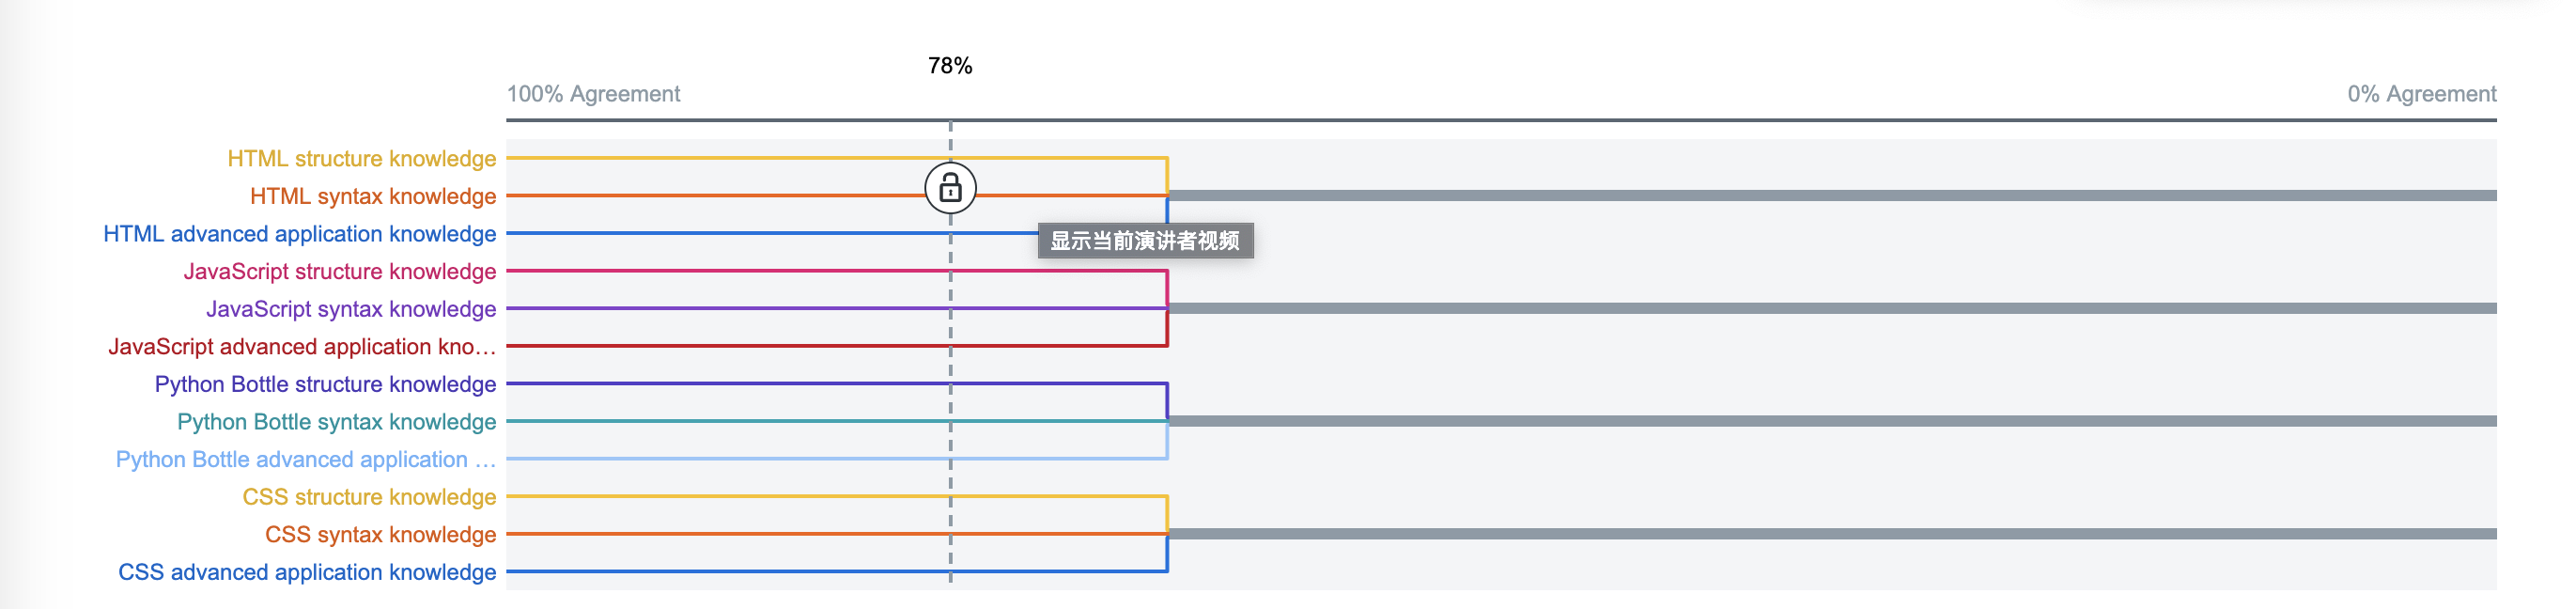 78%
100% Agreement
0% Agreement
HTML structure knowledge
HTML syntax knowledge
HTML advanced application knowledge
显示当前演讲者视频
JavaScript structure knowledge
JavaScript syntax knowledge
JavaScript advanced application kno…
Python Bottle structure knowledge
Python Bottle syntax knowledge
Python Bottle advanced application …
CSS structure knowledge
CSS syntax knowledge
CSS advanced application knowledge